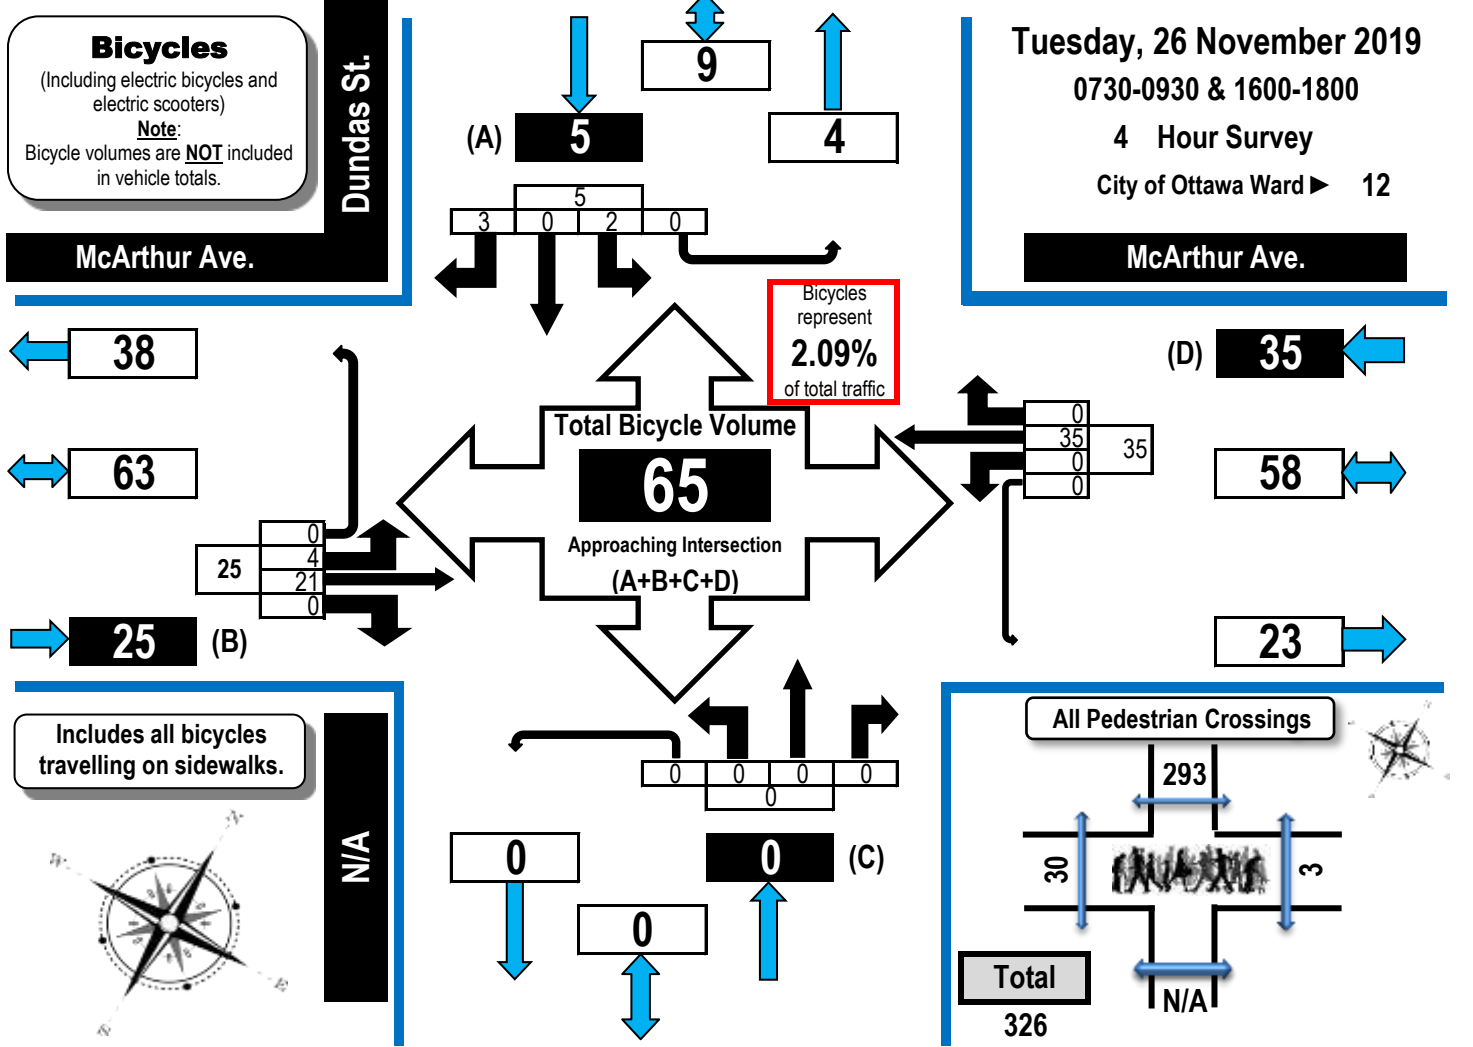 Bicycles
(Including electric bicycles and
electric scooters)
Note:
Bicycle volumes are NOT included
in vehicle totals.
Dundas St.
McArthur Ave.
9
(A)
5
4
5
3
0
2
0
Tuesday, 26 November 2019
0730-0930 & 1600-1800
4 Hour Survey
City of Ottawa Ward ► 12
McArthur Ave.
Bicycles
represent
2.09%
of total traffic
38
63
0
4
21
0
25
25
(B)
Total Bicycle Volume
65
Approaching Intersection
(A+B+C+D)
(D)
35
0
35
0
0
35
58
23
Includes all bicycles
travelling on sidewalks.
N
W
E
S
N/A
0
0
0
0
0
0
0
(C)
0
All Pedestrian Crossings
293
30
3
N/A
Total
326